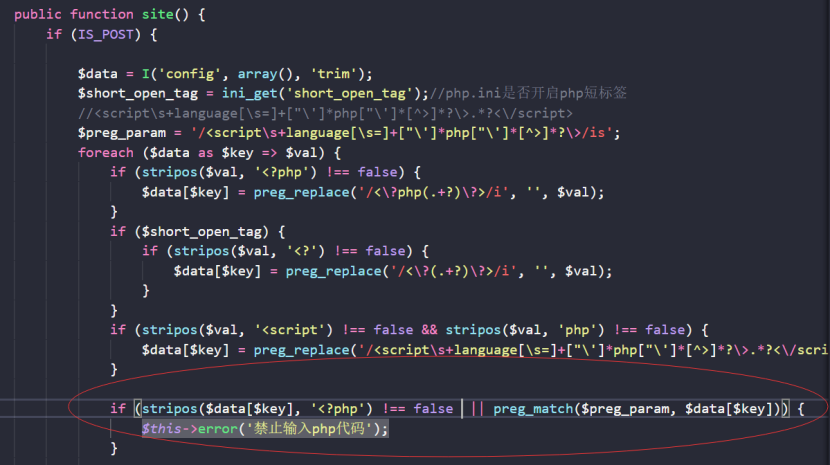 public function site() {
if (IS_POST) {
$data = I('config', array(), 'trim');
$short_open_tag = ini_get('short_open_tag');//php.ini是否开启php短标签
//<script\s+language[\s=]+["\']*php["\']*[^>]*?\>.*?<\/script>
$preg_param = '/<script\s+language[\s=]+["\']*php["\']*[^>]*?\>/is';
foreach ($data as $key => $val) {
if (stripos($val, '<?php') !== false) {
$data[$key] = preg_replace('/<\?php(.+?)\?>/i', '', $val);
}
if ($short_open_tag) {
if (stripos($val, '<?') !== false) {
$data[$key] = preg_replace('/<\?(.+?)\?>/i', '', $val);
}
}
if (stripos($val, '<script') !== false && stripos($val, 'php') !== false) {
$data[$key] = preg_replace('/<script\s+language[\s=]+["\']*php["\']*[^>]*?\>.*?<\/scri
}
if (stripos($data[$key], '<?php') !== false || preg_match($preg_param, $data[$key])) {
$this->error('禁止输入php代码');
}